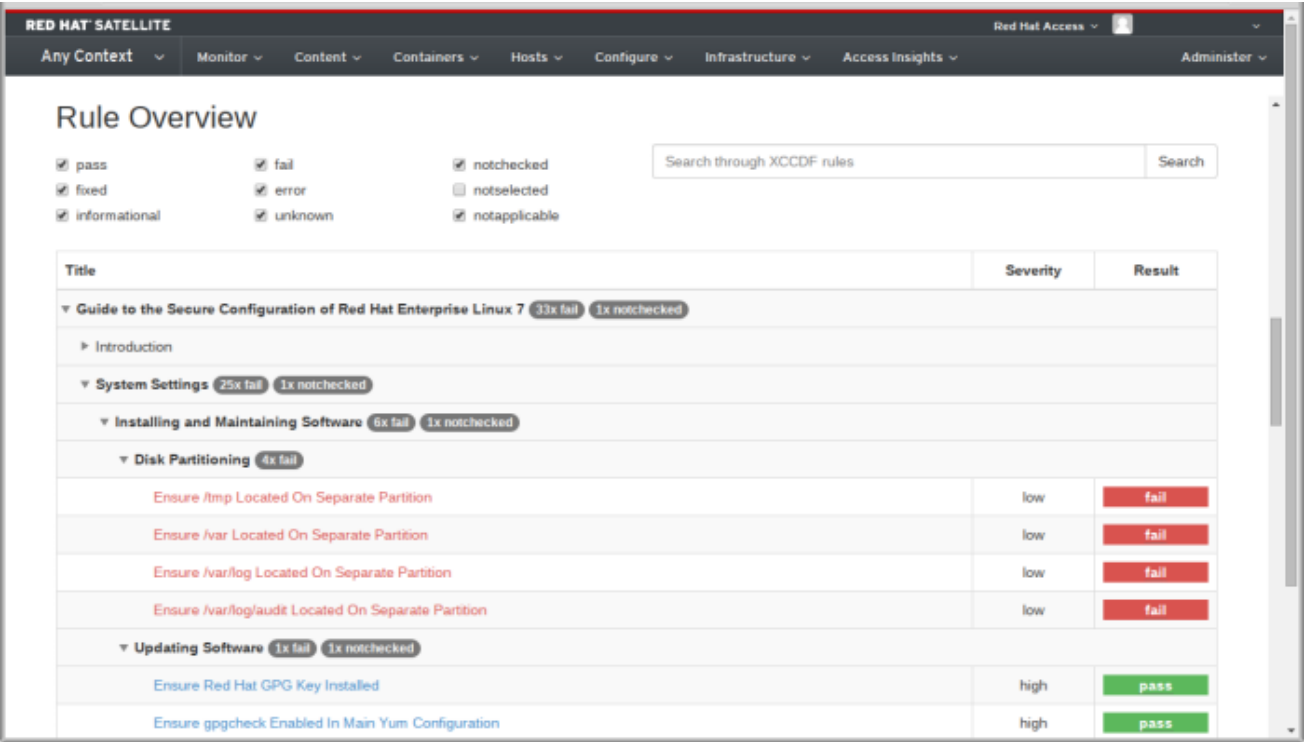 RED HAT SATELLITE
Red Hat Access
Any Context Monitor Content Containers Hosts Configure Infrastructure Access Insights Administer
Rule Overview
pass fail notchecked
Search through XCCDF rules Search
fixed error notselected
informational unknown notapplicable
Title Severity Result
Guide to the Secure Configuration of Red Hat Enterprise Linux 7 33x fail 1x notchecked
Introduction
System Settings 25x fail 1x notchecked
Installing and Maintaining Software 6x fail 1x notchecked
Disk Partitioning 4x fail
Ensure /tmp Located On Separate Partition low fail
Ensure /var Located On Separate Partition low fail
Ensure /var/log Located On Separate Partition low fail
Ensure /var/log/audit Located On Separate Partition low fail
Updating Software 1x fail 1x notchecked
Ensure Red Hat GPG Key Installed high pass
Ensure gpgcheck Enabled In Main Yum Configuration high pass